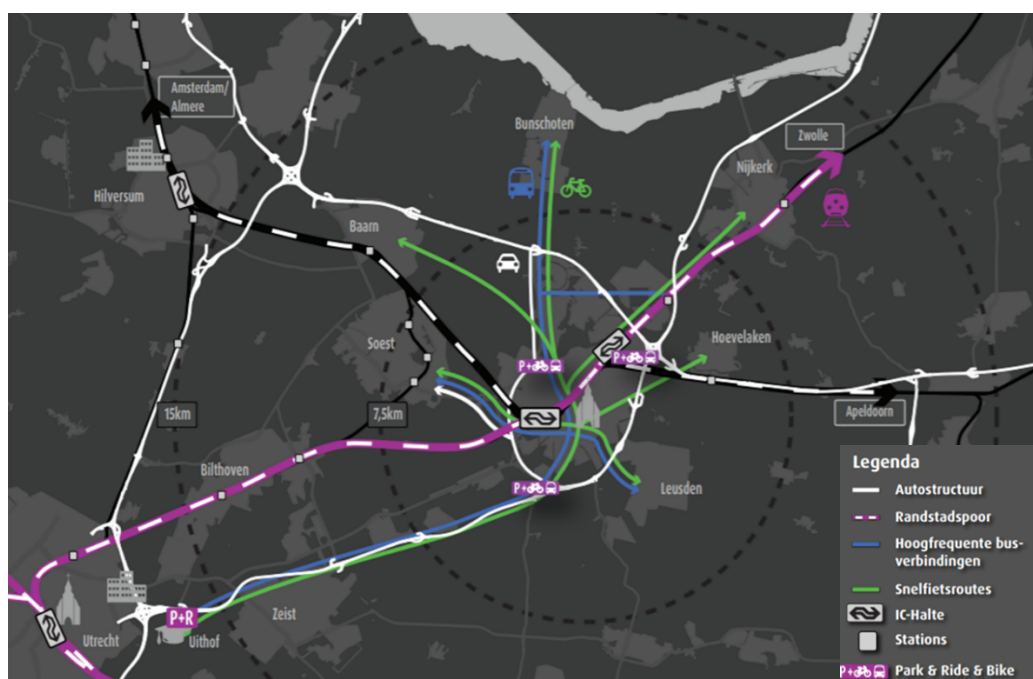 Amsterdam/
Almere
Bunschoten
Zwolle
Nijkerk
Hilversum
Baarn
Soest
Hoevelaken
15km
7,5km
Apeldoorn
Bilthoven
Leusden
Zeist
P+R
Utrecht
Uithof
P+
P+
P+
Legenda
Autostructuur
Randstadspoor
Hoogfrequente bus-
verbindingen
Snelfietsroutes
IC-Halte
Stations
P+
Park & Ride & Bike